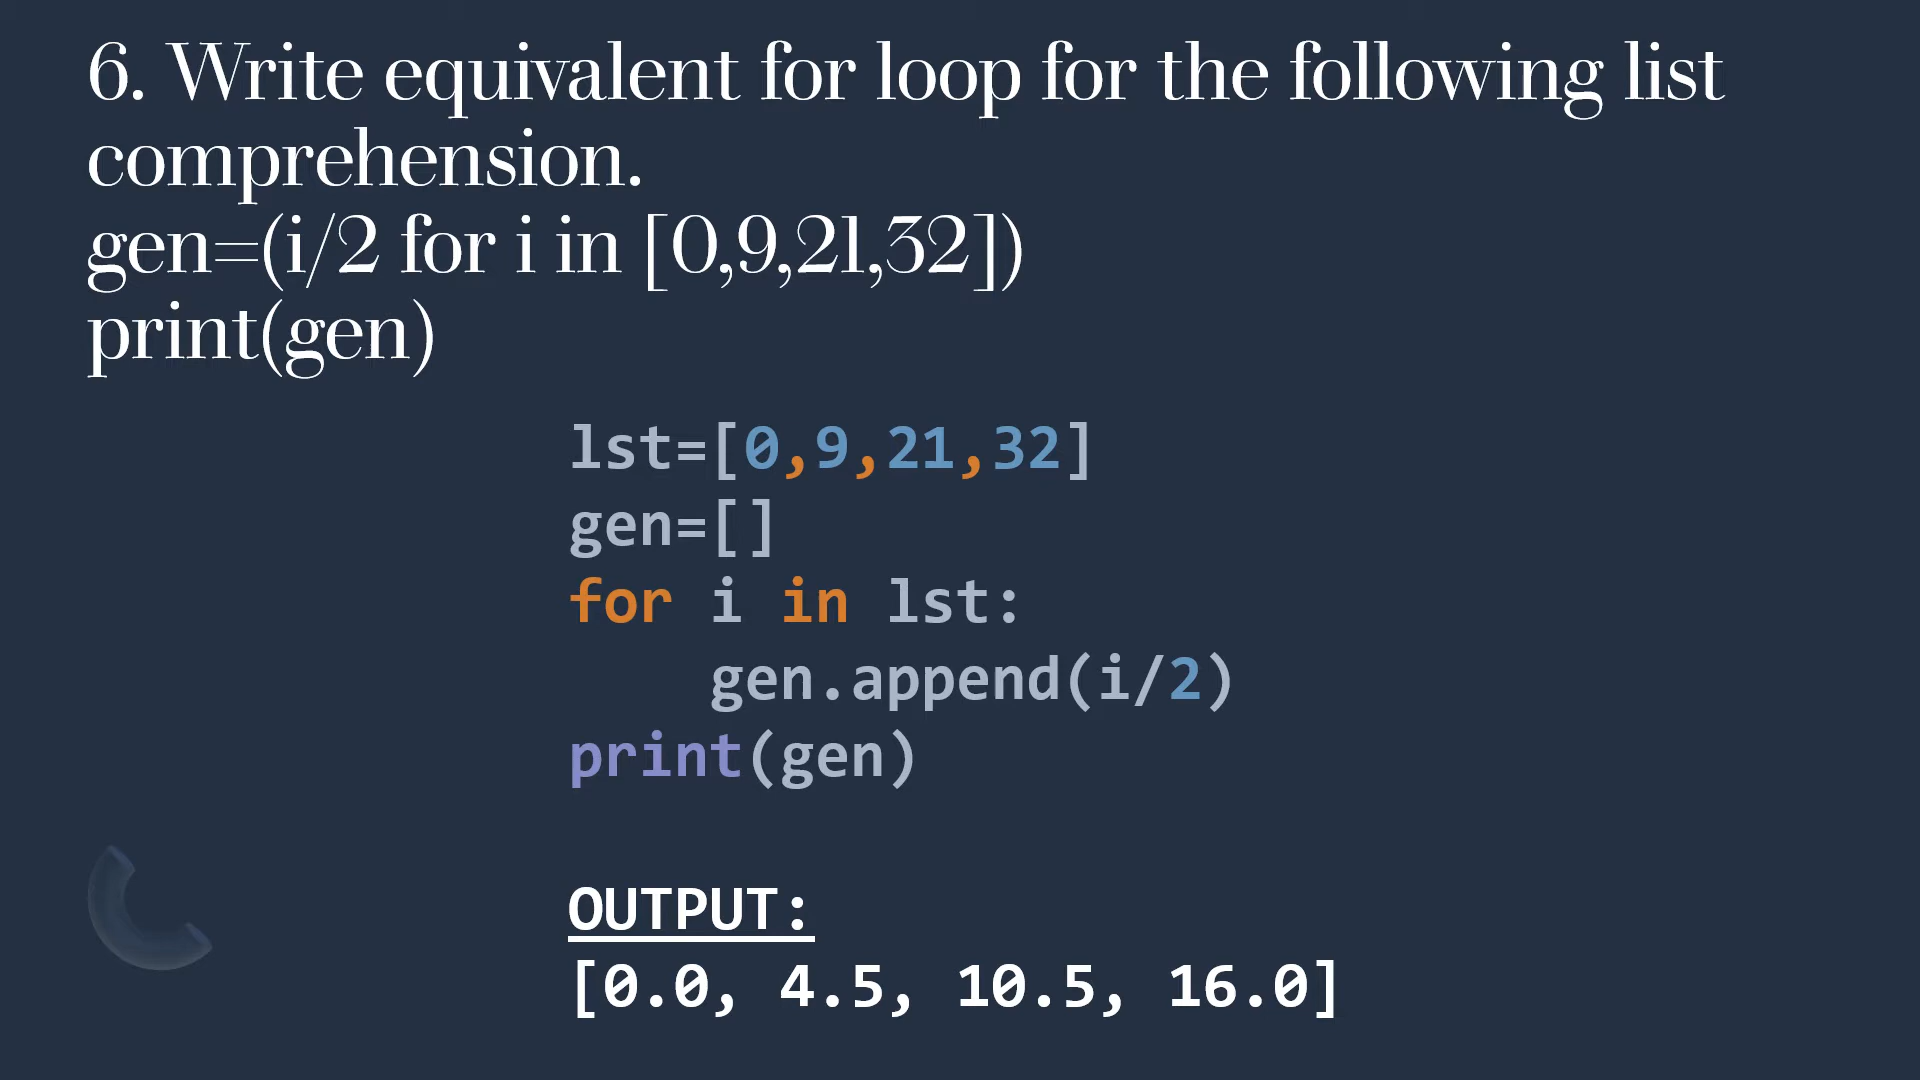 6. Write equivalent for loop for the following list
comprehension.
gen=(i/2 for i in [0,9,21,32])
print(gen)
lst=[0,9,21,32]
gen=[]
for i in lst:
    gen.append(i/2)
print(gen)
OUTPUT:
[0.0, 4.5, 10.5, 16.0]